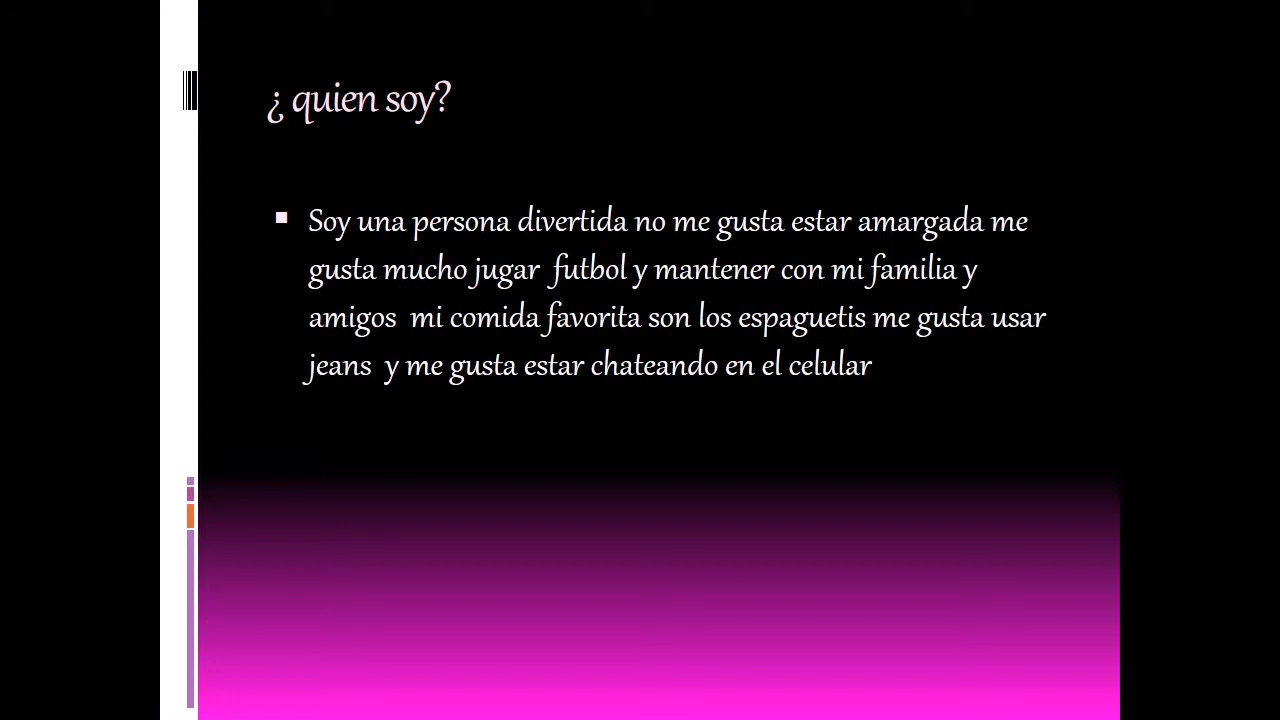 ¿ quien soy?
Soy una persona divertida no me gusta estar amargada me
gusta mucho jugar futbol y mantener con mi familia y
amigos mi comida favorita son los espaguetis me gusta usar
jeans y me gusta estar chateando en el celular